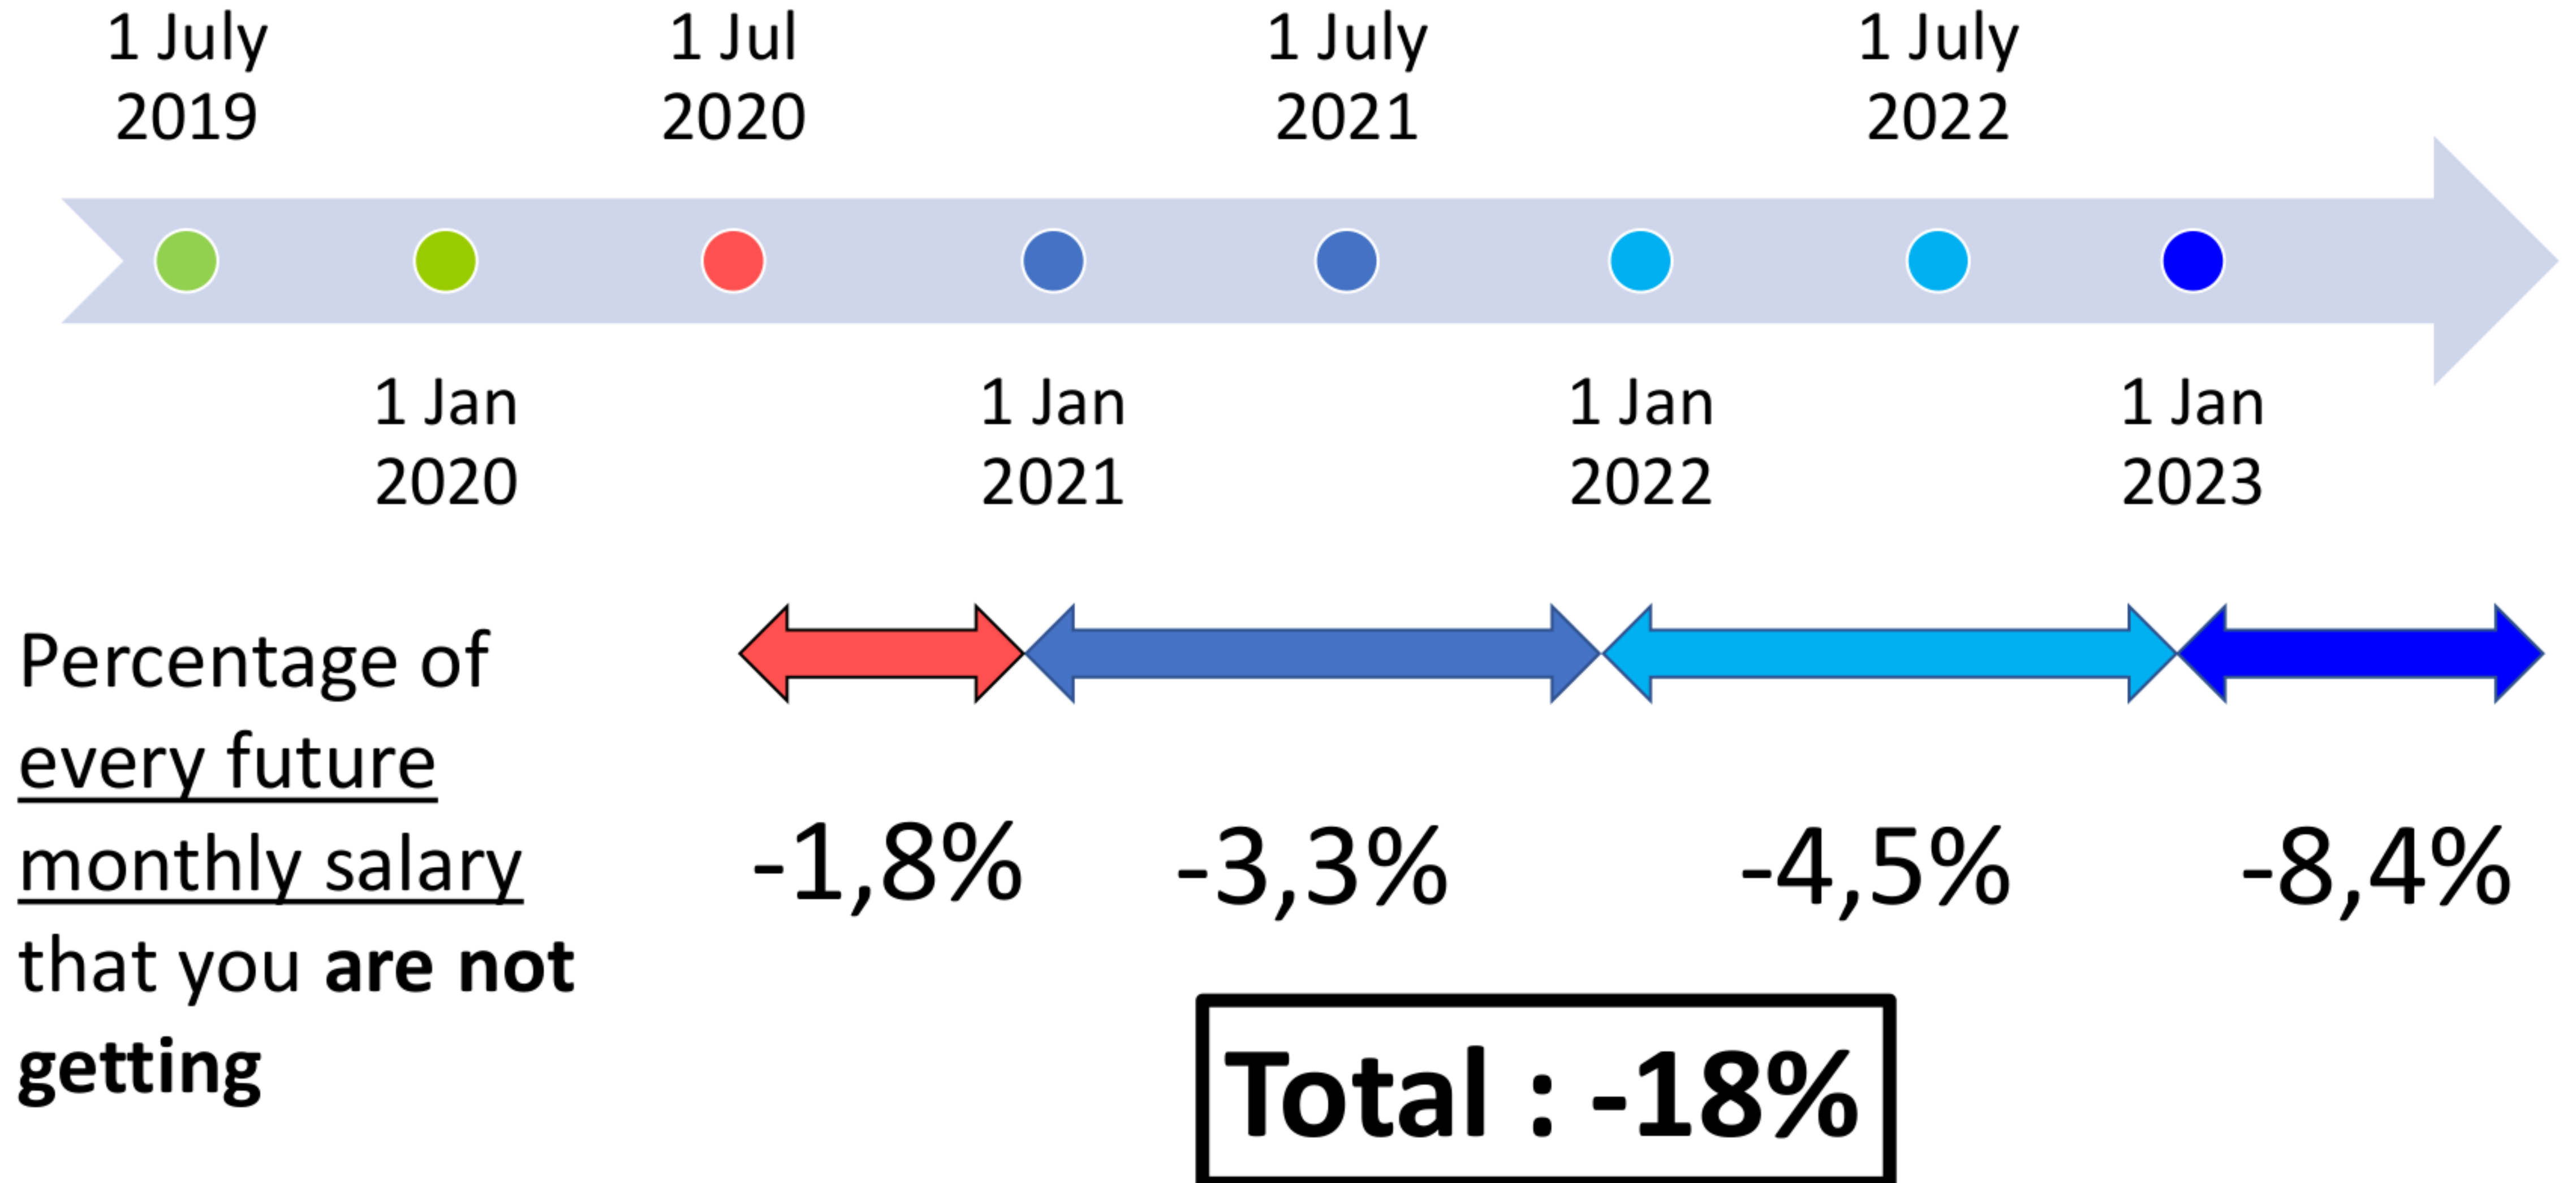 1 July
2019
1 Jul
2020
1 July
2021
1 July
2022
1 Jan
2020
1 Jan
2021
1 Jan
2022
1 Jan
2023
Percentage of
every future
monthly salary
that you are not
getting
-1,8%
-3,3%
-4,5%
-8,4%
Total : -18%